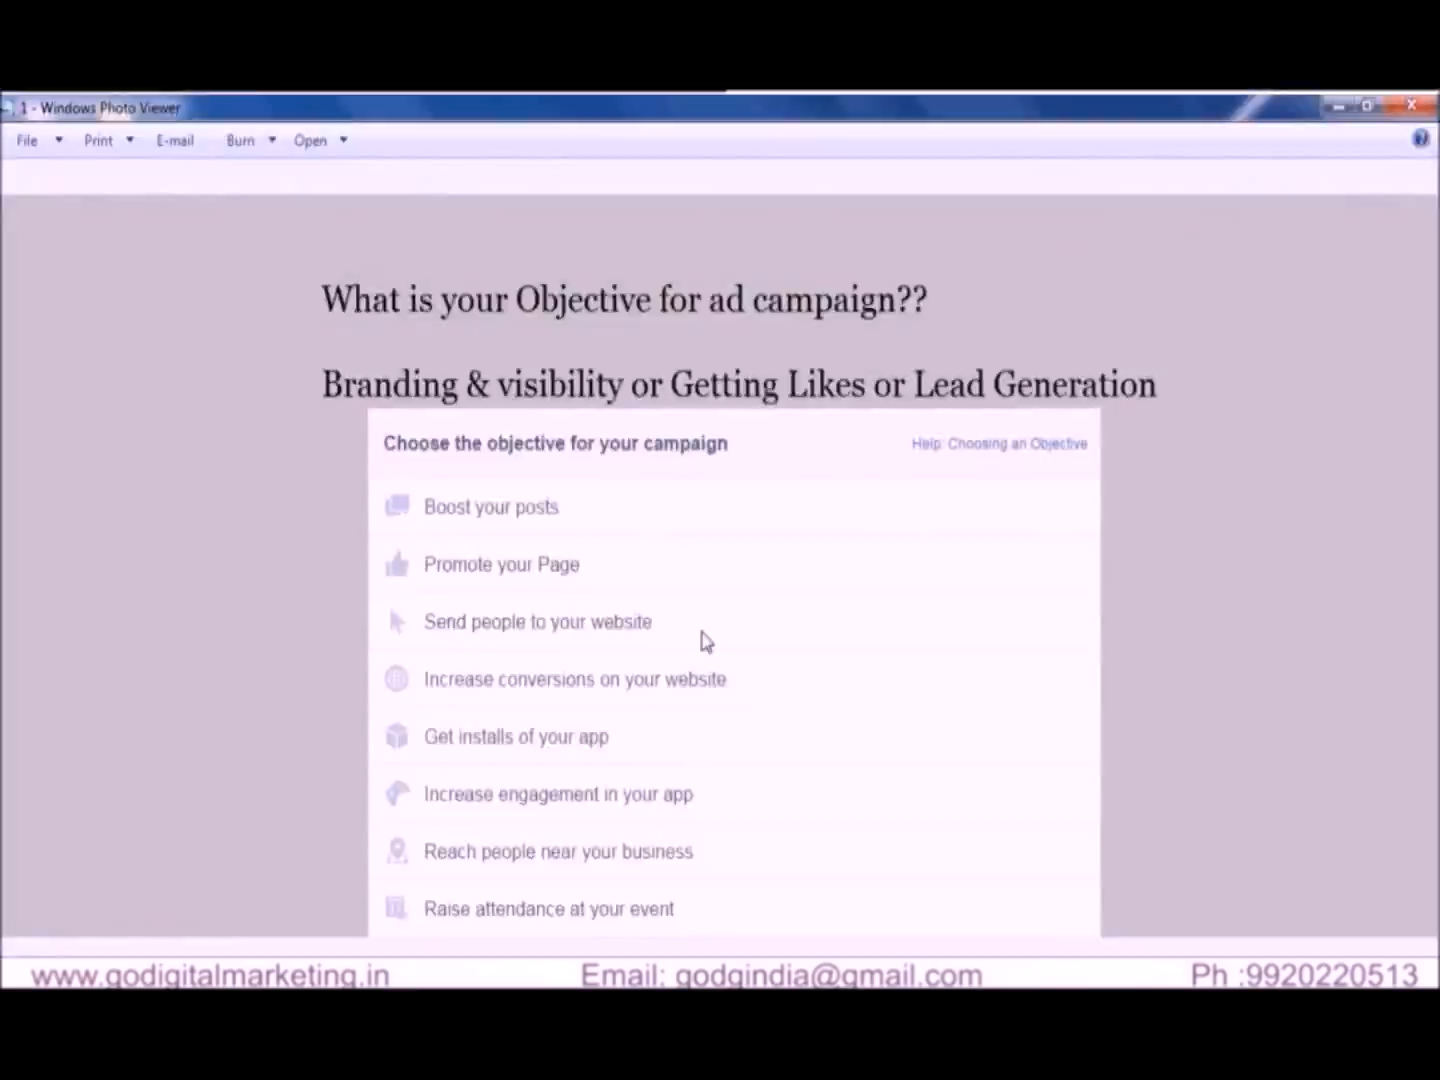 1 - Windows Photo Viewer
File Print E-mail Burn Open
What is your Objective for ad campaign??
Branding & visibility or Getting Likes or Lead Generation
Choose the objective for your campaign Help: Choosing an Objective
Boost your posts
Promote your Page
Send people to your website
Increase conversions on your website
Get installs of your app
Increase engagement in your app
Reach people near your business
Raise attendance at your event
www.godigitalmarketing.in Email: godgindia@gmail.com Ph :9920220513